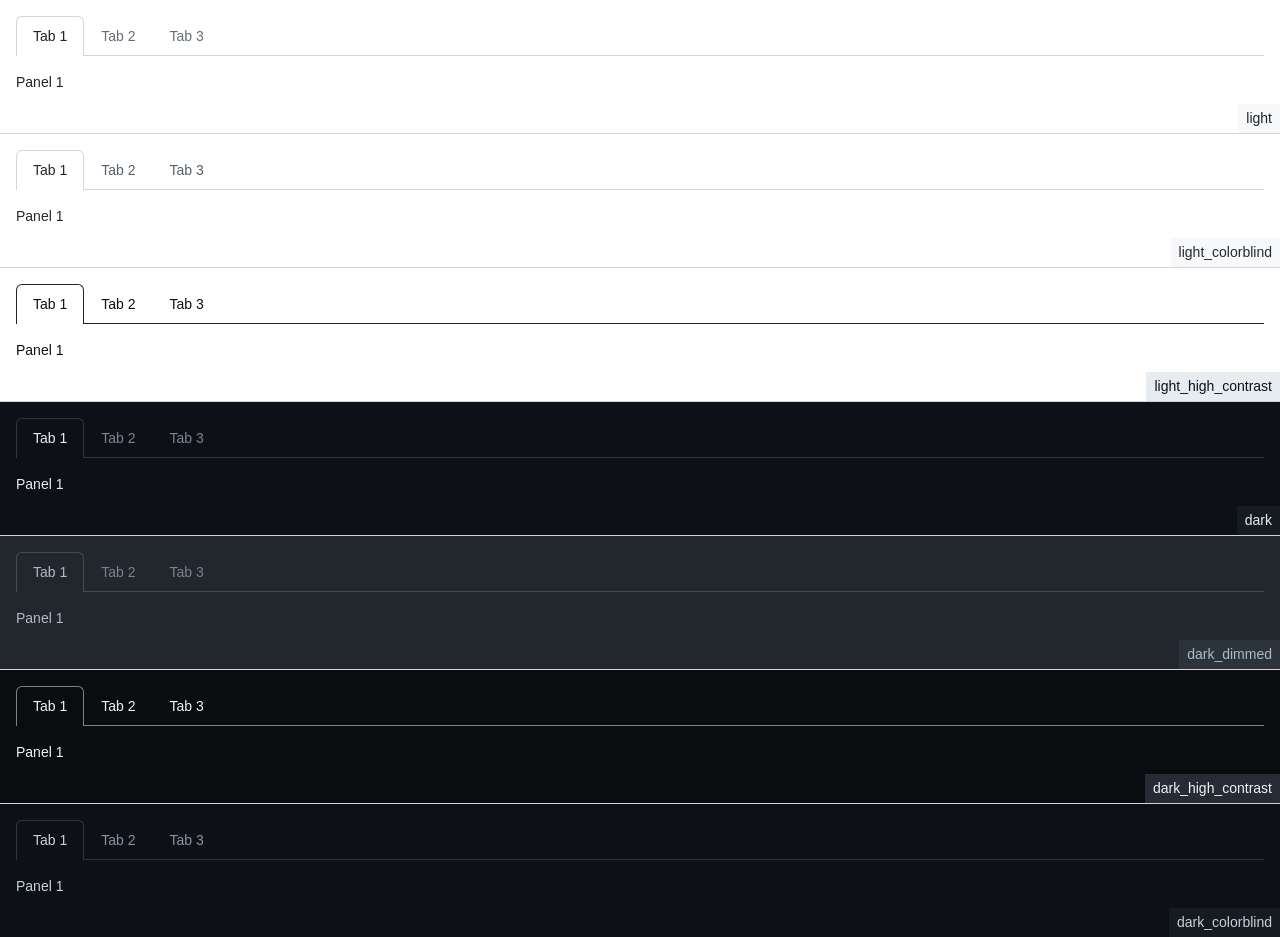 Tab 1 Tab 2 Tab 3
Panel 1
light
Tab 1 Tab 2 Tab 3
Panel 1
light_colorblind
Tab 1 Tab 2 Tab 3
Panel 1
light_high_contrast
Tab 1 Tab 2 Tab 3
Panel 1
dark
Tab 1 Tab 2 Tab 3
Panel 1
dark_dimmed
Tab 1 Tab 2 Tab 3
Panel 1
dark_high_contrast
Tab 1 Tab 2 Tab 3
Panel 1
dark_colorblind